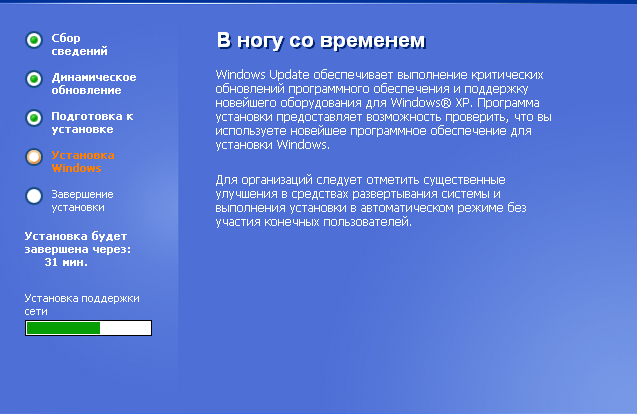 Сбор
сведений
Динамическое
обновление
Подготовка к
установке
Установка
Windows
Завершение
установки
Установка будет
завершена через:
31 мин.
Установка поддержки
сети
В ногу со временем
Windows Update обеспечивает выполнение критических
обновлений программного обеспечения и поддержку
новейшего оборудования для Windows® XP. Программа
установки предоставляет возможность проверить, что вы
используете новейшее программное обеспечение для
установки Windows.
Для организаций следует отметить существенные
улучшения в средствах развертывания системы и
выполнения установки в автоматическом режиме без
участия конечных пользователей.